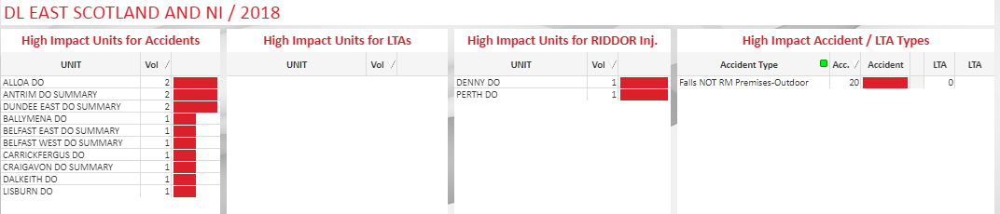 DL EAST SCOTLAND AND NI / 2018
High Impact Units for Accidents
UNIT Vol
ALLOA DO 2
ANTRIM DO SUMMARY 2
DUNDEE EAST DO SUMMARY 2
BALLYMENA DO 1
BELFAST EAST DO SUMMARY 1
BELFAST WEST DO SUMMARY 1
CARRICKFERGUS DO 1
CRAIGAVON DO SUMMARY 1
DALKEITH DO 1
LISBURN DO 1
High Impact Units for LTAs
UNIT Vol
High Impact Units for RIDDOR Inj.
UNIT Vol
DENNY DO 1
PERTH DO 1
High Impact Accident / LTA Types
Accident Type Acc. Accident LTA LTA
Falls NOT RM Premises-Outdoor 20 0